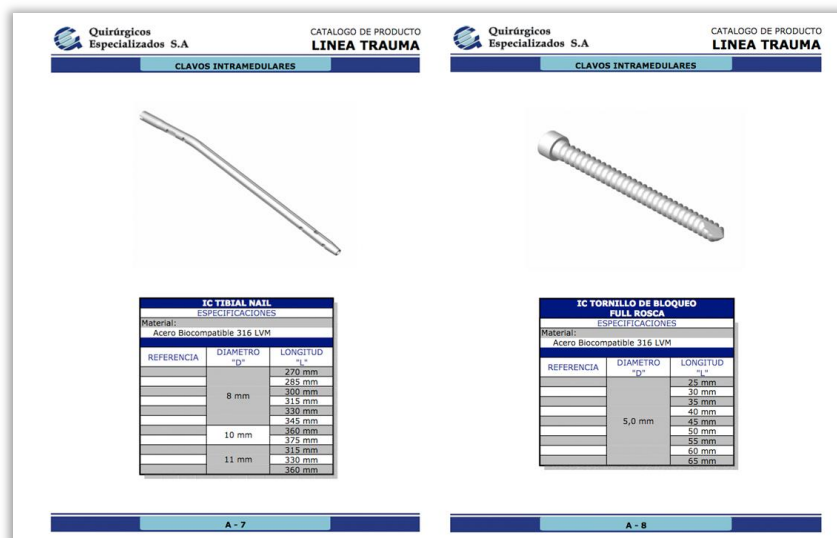 Quirúrgicos
Especializados S.A
CATALOGO DE PRODUCTO
LINEA TRAUMA
CLAVOS INTRAMEDULARES
IC TIBIAL NAIL
ESPECIFICACIONES
Material:
Acero Biocompatible 316 LVM
REFERENCIA DIAMETRO "D" LONGITUD "L"
270 mm
285 mm
8 mm 300 mm
315 mm
330 mm
345 mm
10 mm 360 mm
375 mm
315 mm
11 mm 330 mm
360 mm
A - 7
Quirúrgicos
Especializados S.A
CATALOGO DE PRODUCTO
LINEA TRAUMA
CLAVOS INTRAMEDULARES
IC TORNILLO DE BLOQUEO
FULL ROSCA
ESPECIFICACIONES
Material:
Acero Biocompatible 316 LVM
REFERENCIA DIAMETRO "D" LONGITUD "L"
25 mm
30 mm
35 mm
40 mm
5,0 mm 45 mm
50 mm
55 mm
60 mm
65 mm
A - 8